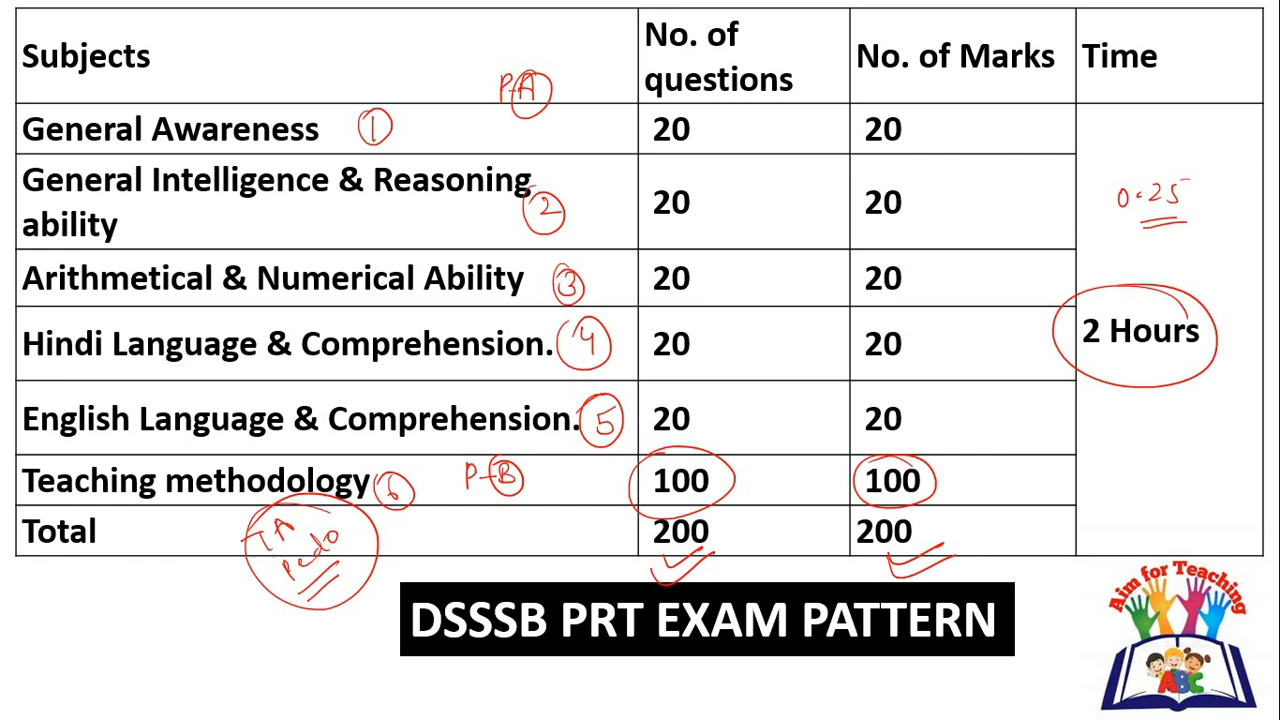 Subjects
No. of
questions
No. of Marks
Time
P-A
General Awareness 1 20 20
General Intelligence & Reasoning
ability 2 20 20
0.25
Arithmetical & Numerical Ability 3 20 20
Hindi Language & Comprehension. 4 20 20
2 Hours
English Language & Comprehension. 5 20 20
Teaching methodology 6 P-B 100 100
Total 200 200
TA
Pedo
DSSSB PRT EXAM PATTERN
Aim for Teaching
ABC